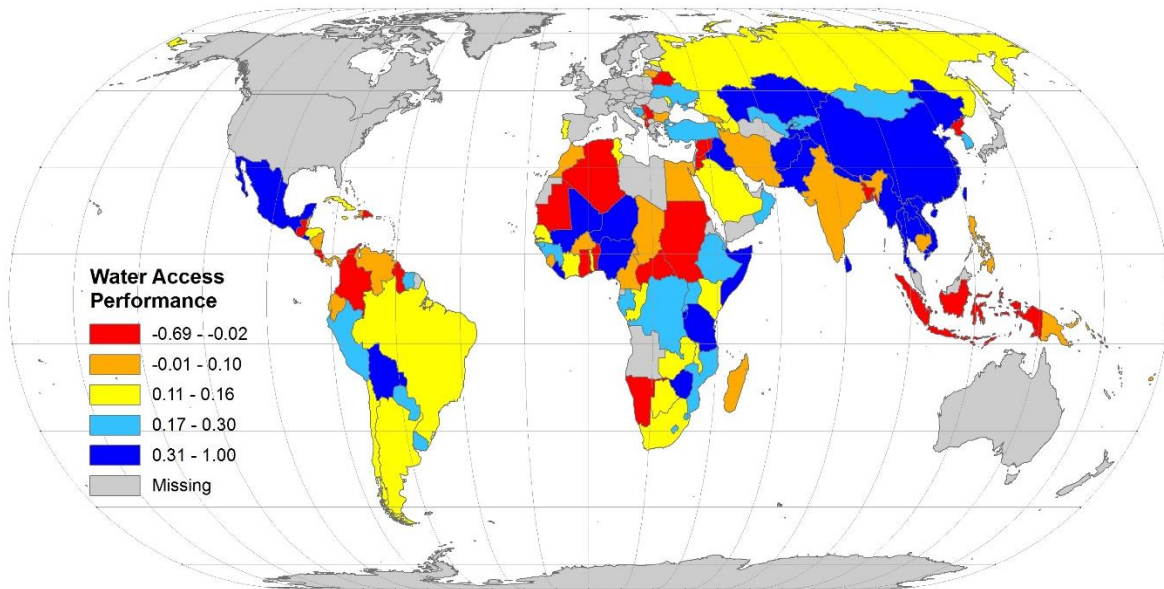 Water Access
Performance
-0.69 - -0.02
-0.01 - 0.10
0.11 - 0.16
0.17 - 0.30
0.31 - 1.00
Missing